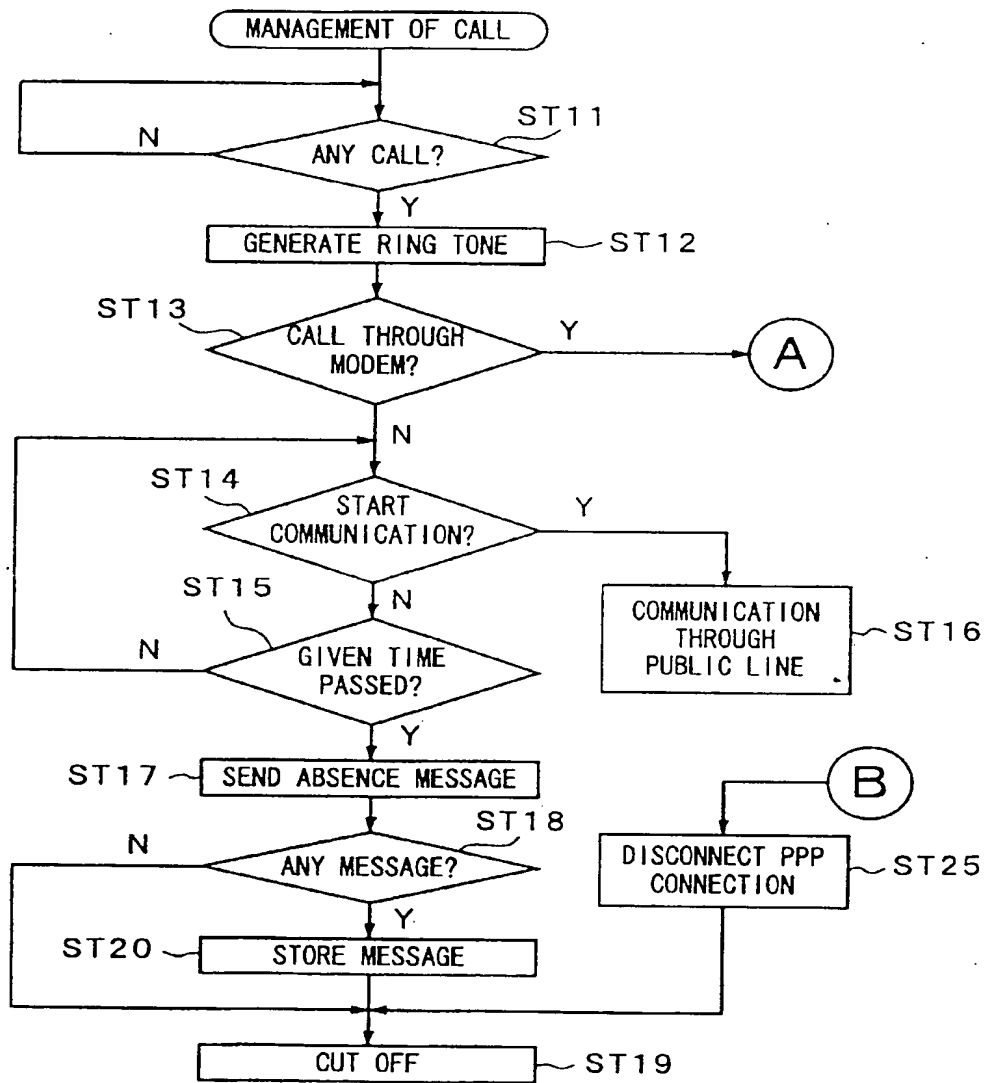 MANAGEMENT OF CALL
ST11
N
ANY CALL?
Y
GENERATE RING TONE
ST12
ST13
CALL THROUGH
MODEM?
Y
A
N
ST14
START
COMMUNICATION?
Y
ST15
N
COMMUNICATION
THROUGH
PUBLIC LINE
ST16
N
GIVEN TIME
PASSED?
Y
ST17
SEND ABSENCE MESSAGE
B
ST18
N
ANY MESSAGE?
DISCONNECT PPP
CONNECTION
ST25
Y
ST20
STORE MESSAGE
CUT OFF
ST19